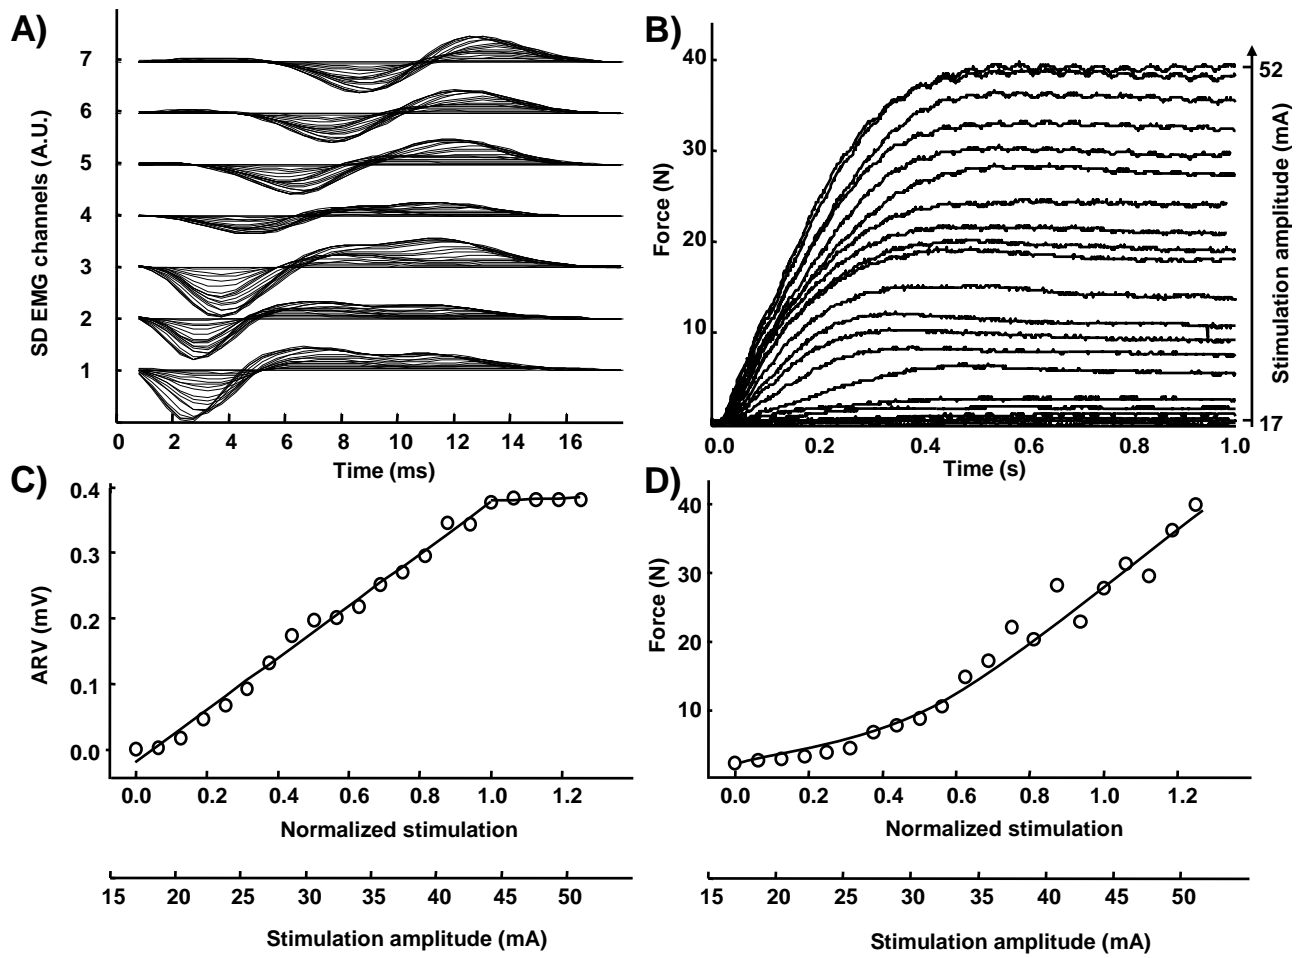 A)
SD EMG channels (A.U.)
7
6
5
4
3
2
1
0 2 4 6 8 10 12 14 16
Time (ms)
B)
Force (N)
40
30
20
10
0.0 0.2 0.4 0.6 0.8 1.0
Time (s)
52
17
Stimulation amplitude (mA)
C)
ARV (mV)
0.4
0.3
0.2
0.1
0.0
0.0 0.2 0.4 0.6 0.8 1.0 1.2
Normalized stimulation
15 20 25 30 35 40 45 50
Stimulation amplitude (mA)
D)
Force (N)
40
30
20
10
0.0 0.2 0.4 0.6 0.8 1.0 1.2
Normalized stimulation
15 20 25 30 35 40 45 50
Stimulation amplitude (mA)